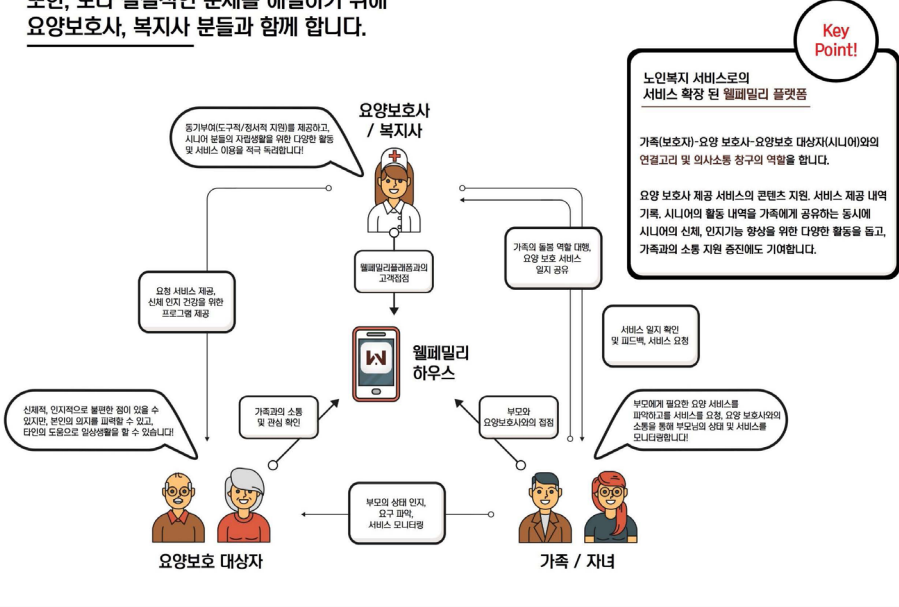 또한, 보다 실질적인 문제를 해결하기 위해
요양보호사, 복지사 분들과 함께 합니다.
Key
Point!
노인복지 서비스로의
서비스 확장 된 웰페밀리 플랫폼
가족(보호자)-요양 보호사-요양보호 대상자(시니어)와의
연결고리 및 의사소통 창구의 역할을 합니다.
요양 보호사 제공 서비스의 콘텐츠 지원. 서비스 제공 내역
기록. 시니어의 활동 내역을 가족에게 공유하는 동시에
시니어의 신체, 인지기능 향상을 위한 다양한 활동을 돕고,
가족과의 소통 지원 증진에도 기여합니다.
요양보호사
/ 복지사
동기부여(도구적/정서적 지원)를 제공하고,
시니어 분들의 자립생활을 위한 다양한 활동
및 서비스 이용을 적극 독려합니다!
웰페밀리플래폼과의
고객접점
가족의 돌봄 역할 대행,
요양 보호 서비스
일지 공유
요청 서비스 제공,
신체 인지 건강을 위한
프로그램 제공
서비스 일지 확인
및 피드백, 서비스 요청
웰페밀리
하우스
신체적, 인지적으로 불편한 점이 있을 수
있지만, 본인의 의지를 피력할 수 있고,
타인의 도움으로 일상생활을 할 수 있습니다!
가족과의 소통
및 관심 확인
부모와
요양보호사와의 접점
부모에게 필요한 요양 서비스를
파악하고를 서비스를 요청, 요양 보호사와의
소통을 통해 부모님의 상태 및 서비스를
모니터링합니다!
부모의 상태 인지,
요구 파악,
서비스 모니터링
요양보호 대상자
가족 / 자녀